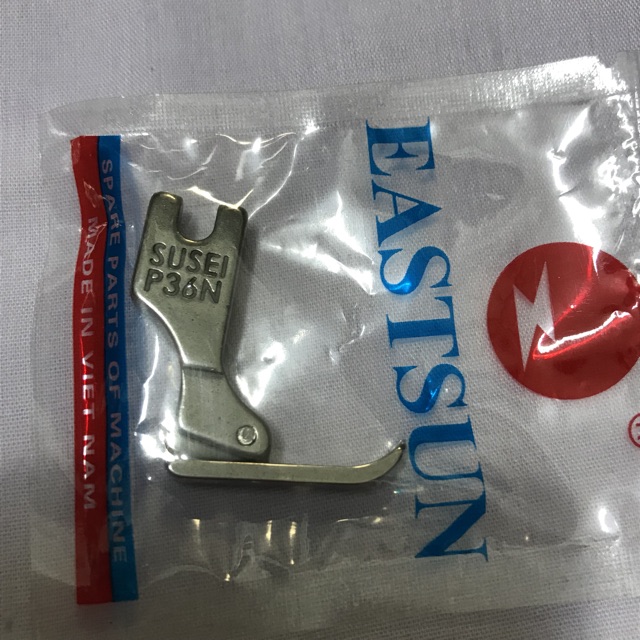 SPARE PARTS OF MACHINE
MADE IN VIET NAM
SUSEI
P36N
EASTSUN
®